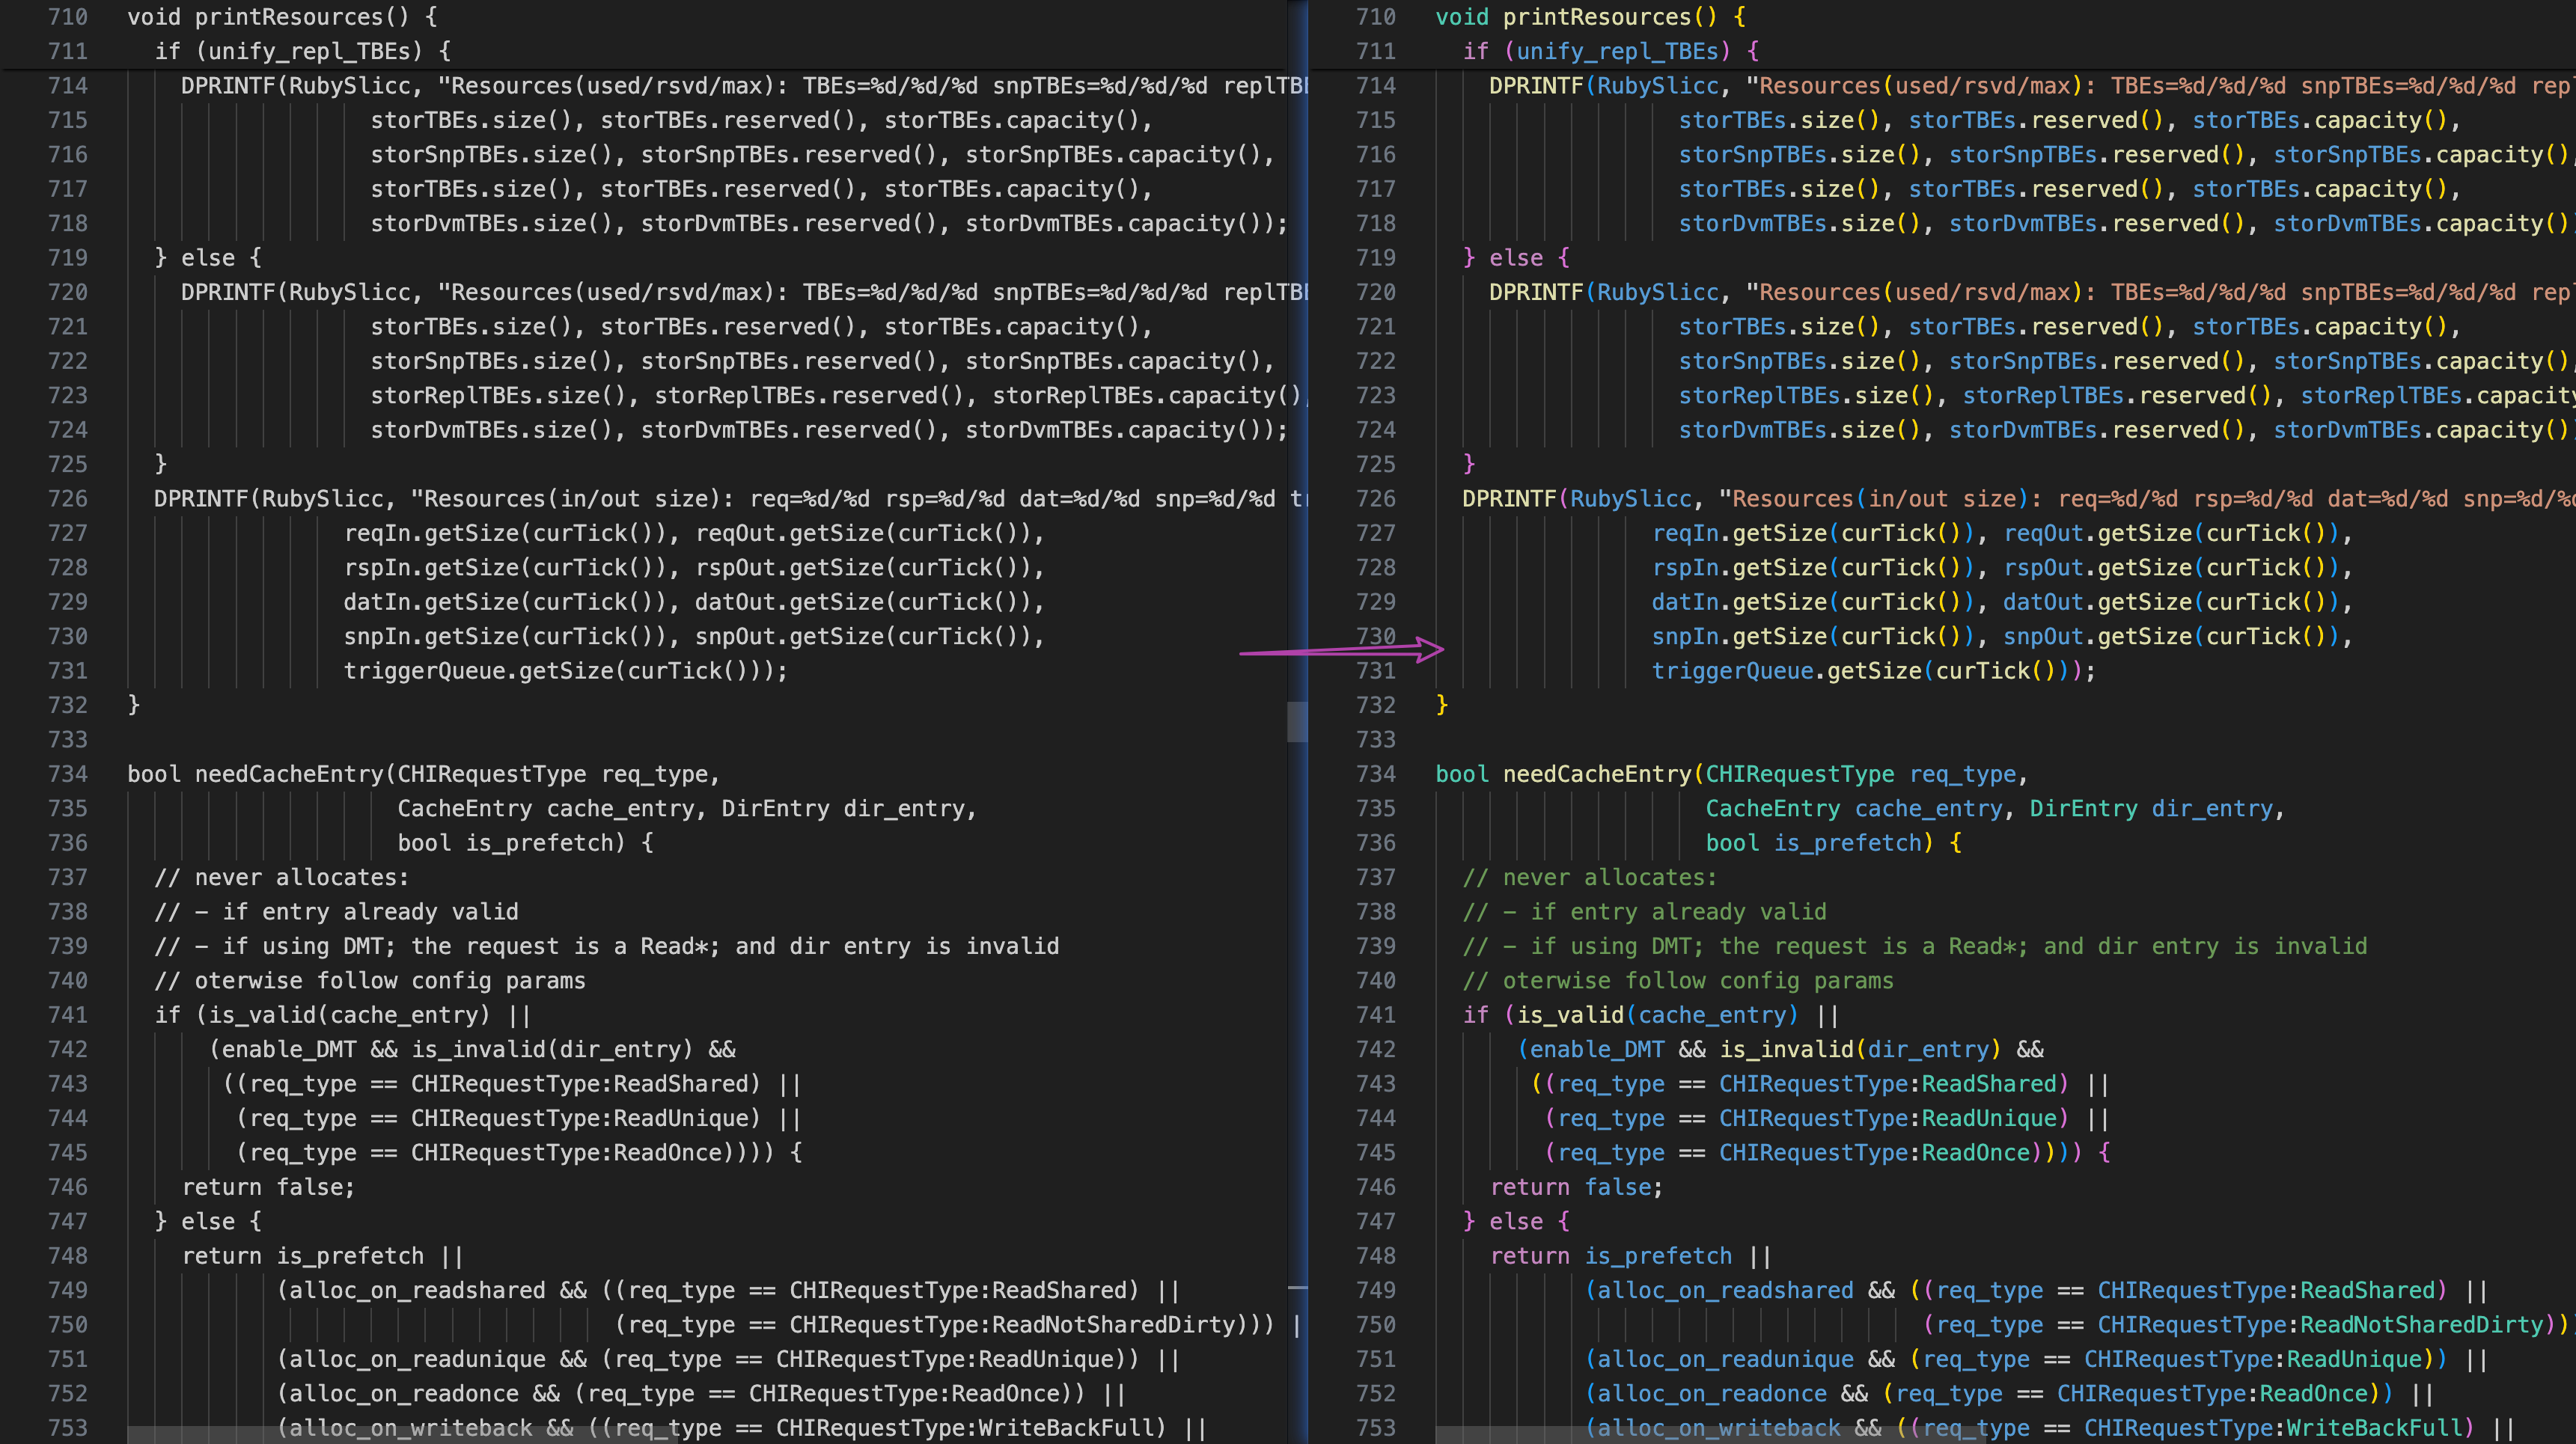 710 void printResources() {
711   if (unify_repl_TBEs) {
714     DPRINTF(RubySlicc, "Resources(used/rsvd/max): TBEs=%d/%d/%d snpTBEs=%d/%d/%d replTB
715                   storTBEs.size(), storTBEs.reserved(), storTBEs.capacity(),
716                   storSnpTBEs.size(), storSnpTBEs.reserved(), storSnpTBEs.capacity(),
717                   storTBEs.size(), storTBEs.reserved(), storTBEs.capacity(),
718                   storDvmTBEs.size(), storDvmTBEs.reserved(), storDvmTBEs.capacity());
719   } else {
720     DPRINTF(RubySlicc, "Resources(used/rsvd/max): TBEs=%d/%d/%d snpTBEs=%d/%d/%d replTB
721                   storTBEs.size(), storTBEs.reserved(), storTBEs.capacity(),
722                   storSnpTBEs.size(), storSnpTBEs.reserved(), storSnpTBEs.capacity(),
723                   storReplTBEs.size(), storReplTBEs.reserved(), storReplTBEs.capacity(),
724                   storDvmTBEs.size(), storDvmTBEs.reserved(), storDvmTBEs.capacity());
725   }
726   DPRINTF(RubySlicc, "Resources(in/out size): req=%d/%d rsp=%d/%d dat=%d/%d snp=%d/%d t
727                 reqIn.getSize(curTick()), reqOut.getSize(curTick()),
728                 rspIn.getSize(curTick()), rspOut.getSize(curTick()),
729                 datIn.getSize(curTick()), datOut.getSize(curTick()),
730                 snpIn.getSize(curTick()), snpOut.getSize(curTick()),
731                 triggerQueue.getSize(curTick()));
732 }
733
734 bool needCacheEntry(CHIRequestType req_type,
735                     CacheEntry cache_entry, DirEntry dir_entry,
736                     bool is_prefetch) {
737   // never allocates:
738   // - if entry already valid
739   // - if using DMT; the request is a Read*; and dir entry is invalid
740   // oterwise follow config params
741   if (is_valid(cache_entry) ||
742       (enable_DMT && is_invalid(dir_entry) &&
743        ((req_type == CHIRequestType:ReadShared) ||
744         (req_type == CHIRequestType:ReadUnique) ||
745         (req_type == CHIRequestType:ReadOnce)))) {
746     return false;
747   } else {
748     return is_prefetch ||
749            (alloc_on_readshared && ((req_type == CHIRequestType:ReadShared) ||
750                                     (req_type == CHIRequestType:ReadNotSharedDirty))) |
751            (alloc_on_readunique && (req_type == CHIRequestType:ReadUnique)) ||
752            (alloc_on_readonce && (req_type == CHIRequestType:ReadOnce)) ||
753            (alloc_on_writeback && ((req_type == CHIRequestType:WriteBackFull) ||
710 void printResources() {
711   if (unify_repl_TBEs) {
714     DPRINTF(RubySlicc, "Resources(used/rsvd/max): TBEs=%d/%d/%d snpTBEs=%d/%d/%d rep
715                   storTBEs.size(), storTBEs.reserved(), storTBEs.capacity(),
716                   storSnpTBEs.size(), storSnpTBEs.reserved(), storSnpTBEs.capacity(),
717                   storTBEs.size(), storTBEs.reserved(), storTBEs.capacity(),
718                   storDvmTBEs.size(), storDvmTBEs.reserved(), storDvmTBEs.capacity()
719   } else {
720     DPRINTF(RubySlicc, "Resources(used/rsvd/max): TBEs=%d/%d/%d snpTBEs=%d/%d/%d rep
721                   storTBEs.size(), storTBEs.reserved(), storTBEs.capacity(),
722                   storSnpTBEs.size(), storSnpTBEs.reserved(), storSnpTBEs.capacity(),
723                   storReplTBEs.size(), storReplTBEs.reserved(), storReplTBEs.capacity
724                   storDvmTBEs.size(), storDvmTBEs.reserved(), storDvmTBEs.capacity()
725   }
726   DPRINTF(RubySlicc, "Resources(in/out size): req=%d/%d rsp=%d/%d dat=%d/%d snp=%d/%d
727                 reqIn.getSize(curTick()), reqOut.getSize(curTick()),
728                 rspIn.getSize(curTick()), rspOut.getSize(curTick()),
729                 datIn.getSize(curTick()), datOut.getSize(curTick()),
730                 snpIn.getSize(curTick()), snpOut.getSize(curTick()),
731                 triggerQueue.getSize(curTick()));
732 }
733
734 bool needCacheEntry(CHIRequestType req_type,
735                     CacheEntry cache_entry, DirEntry dir_entry,
736                     bool is_prefetch) {
737   // never allocates:
738   // - if entry already valid
739   // - if using DMT; the request is a Read*; and dir entry is invalid
740   // oterwise follow config params
741   if (is_valid(cache_entry) ||
742       (enable_DMT && is_invalid(dir_entry) &&
743        ((req_type == CHIRequestType:ReadShared) ||
744         (req_type == CHIRequestType:ReadUnique) ||
745         (req_type == CHIRequestType:ReadOnce)))) {
746     return false;
747   } else {
748     return is_prefetch ||
749            (alloc_on_readshared && ((req_type == CHIRequestType:ReadShared) ||
750                                     (req_type == CHIRequestType:ReadNotSharedDirty))
751            (alloc_on_readunique && (req_type == CHIRequestType:ReadUnique)) ||
752            (alloc_on_readonce && (req_type == CHIRequestType:ReadOnce)) ||
753            (alloc_on_writeback && ((req_type == CHIRequestType:WriteBackFull) ||